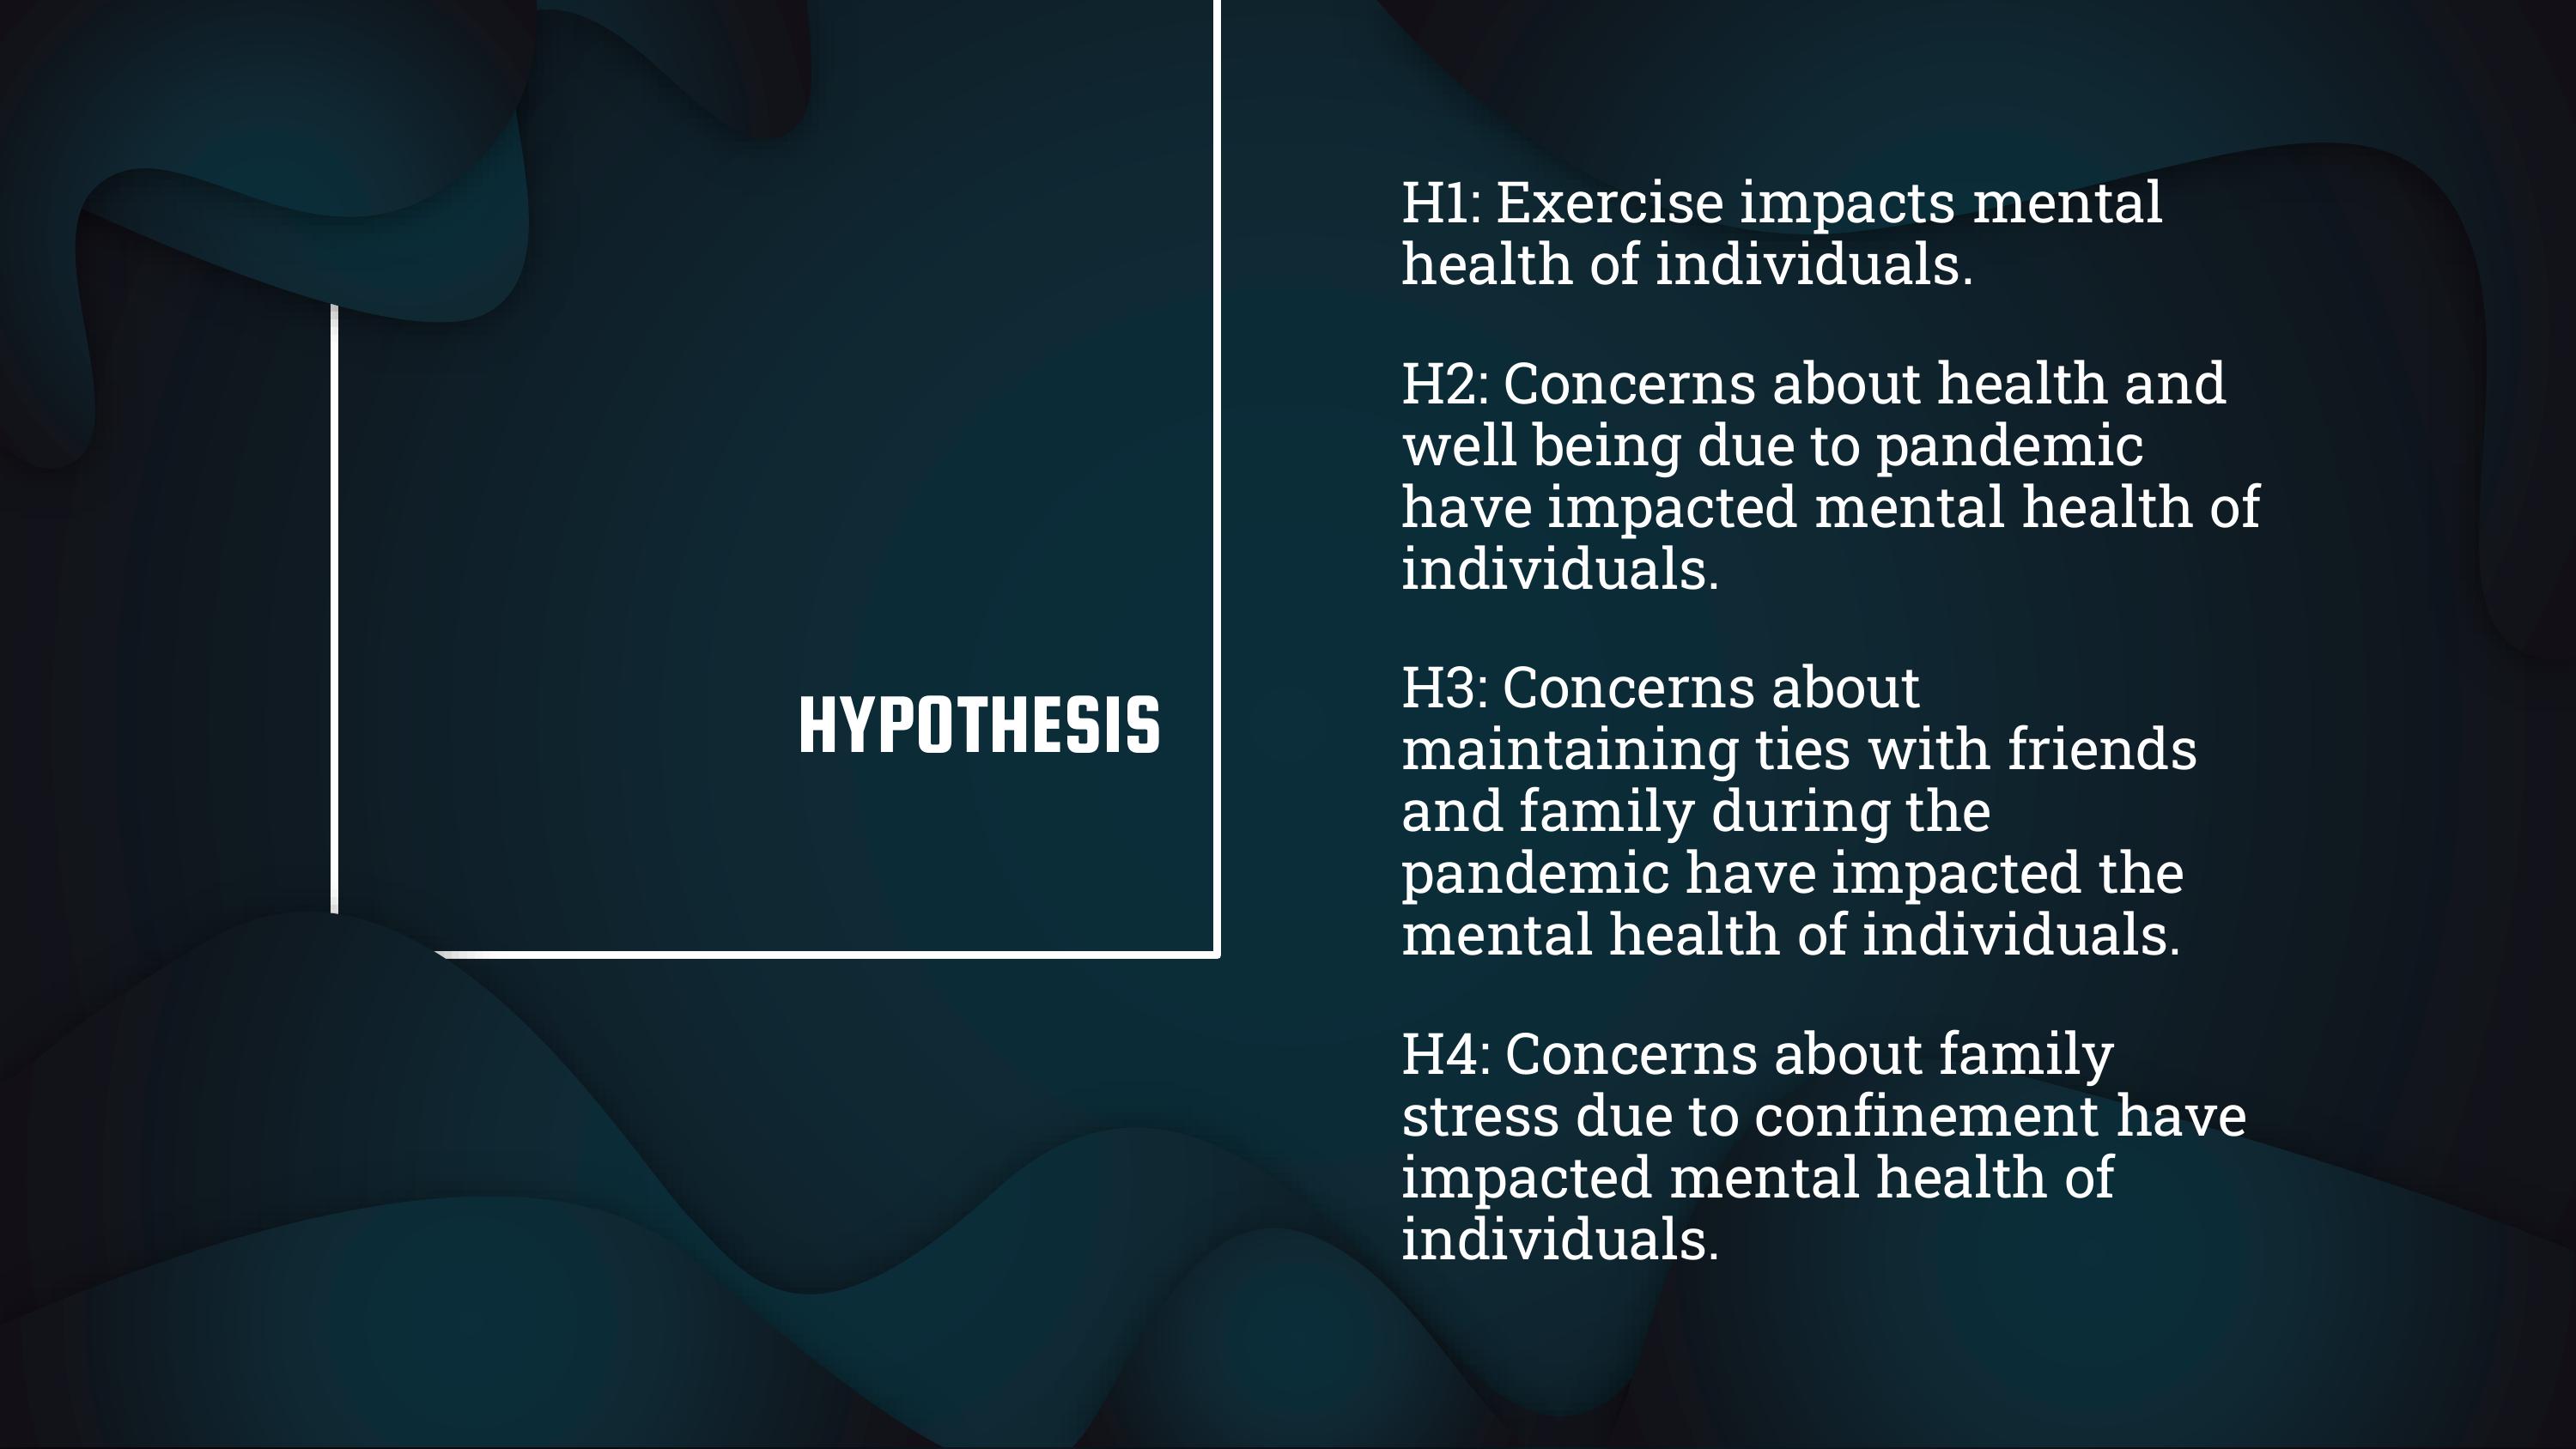 HYPOTHESIS
H1: Exercise impacts mental
health of individuals.
H2: Concerns about health and
well being due to pandemic
have impacted mental health of
individuals.
H3: Concerns about
maintaining ties with friends
and family during the
pandemic have impacted the
mental health of individuals.
H4: Concerns about family
stress due to confinement have
impacted mental health of
individuals.